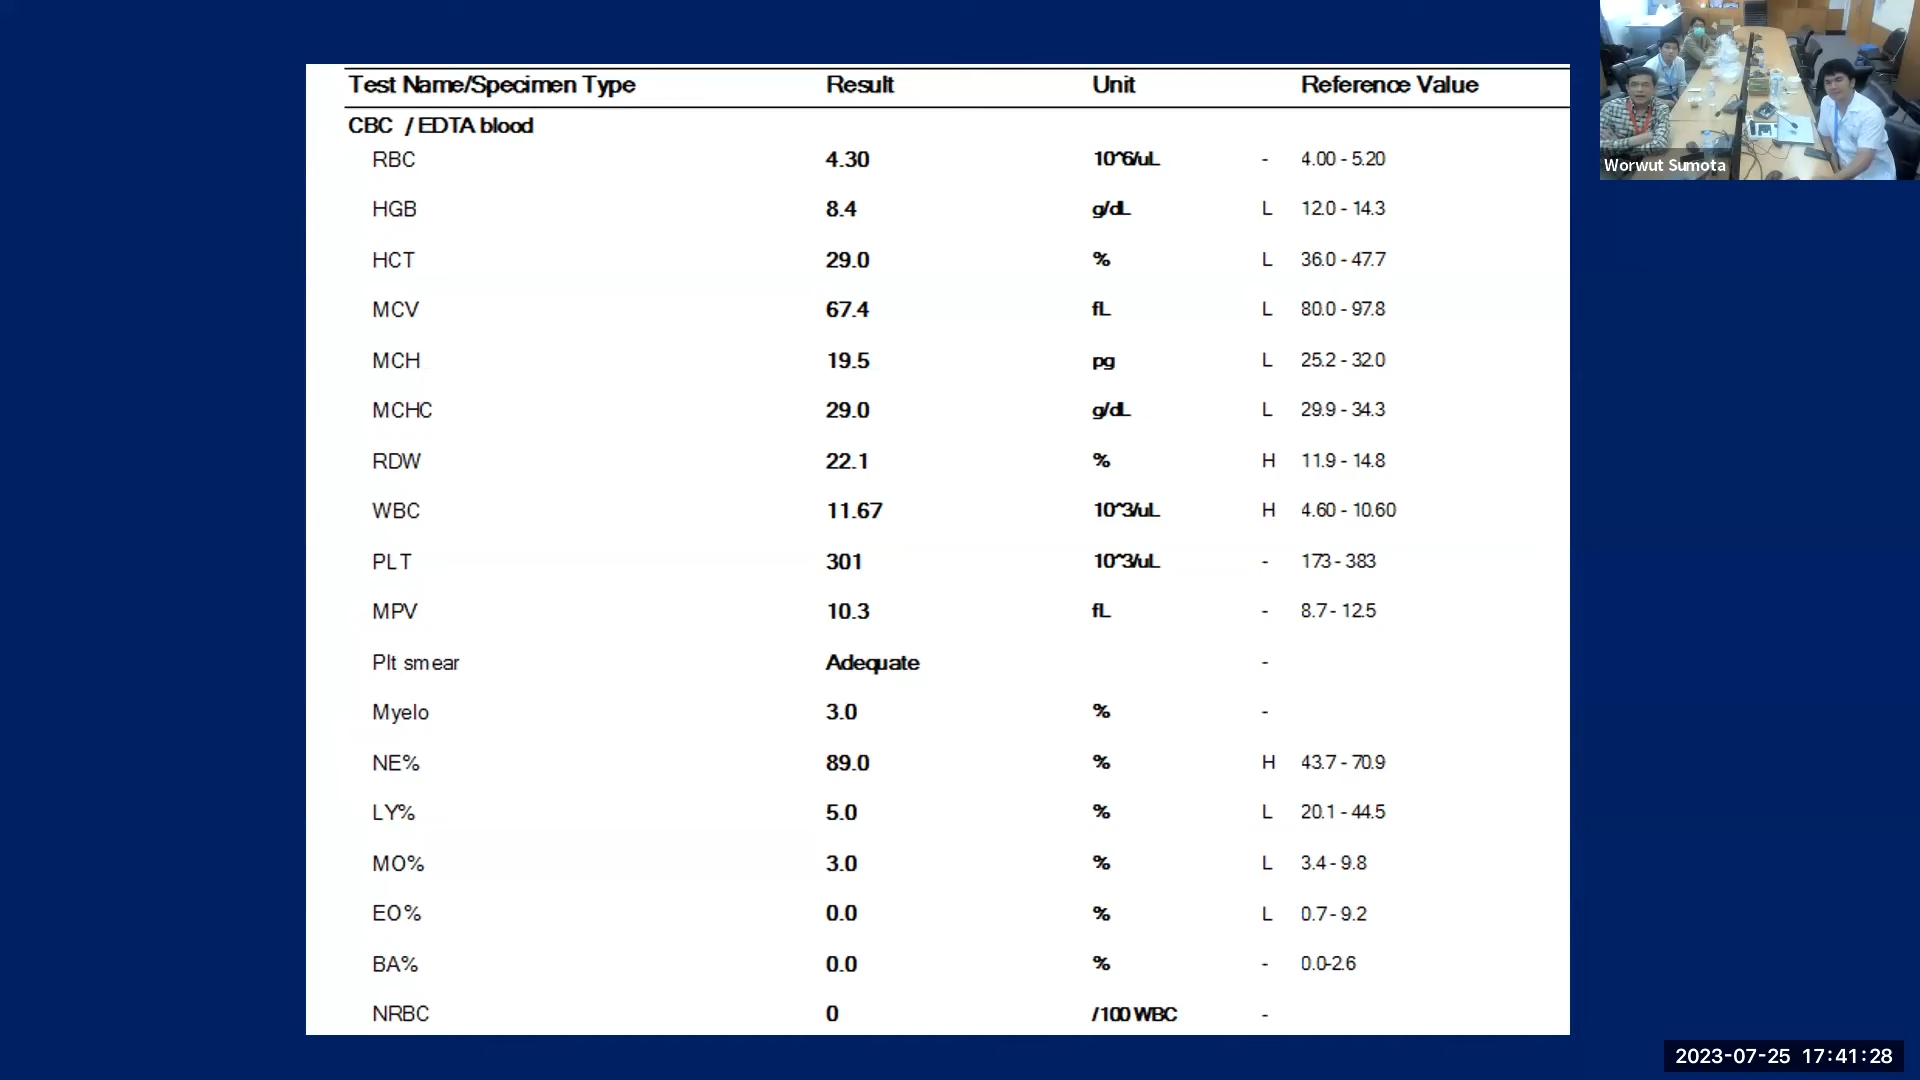 Test Name/Specimen Type Result Unit Reference Value
CBC / EDTA blood
RBC 4.30 10^6/uL - 4.00 - 5.20
HGB 8.4 g/dL L 12.0 - 14.3
HCT 29.0 % L 36.0 - 47.7
MCV 67.4 fL L 80.0 - 97.8
MCH 19.5 pg L 25.2 - 32.0
MCHC 29.0 g/dL L 29.9 - 34.3
RDW 22.1 % H 11.9 - 14.8
WBC 11.67 10^3/uL H 4.60 - 10.60
PLT 301 10^3/uL - 173 - 383
MPV 10.3 fL - 8.7 - 12.5
Plt smear Adequate -
Myelo 3.0 % -
NE% 89.0 % H 43.7 - 70.9
LY% 5.0 % L 20.1 - 44.5
MO% 3.0 % L 3.4 - 9.8
EO% 0.0 % L 0.7 - 9.2
BA% 0.0 % - 0.0-2.6
NRBC 0 /100 WBC -
Worwut Sumota
2023-07-25 17:41:28